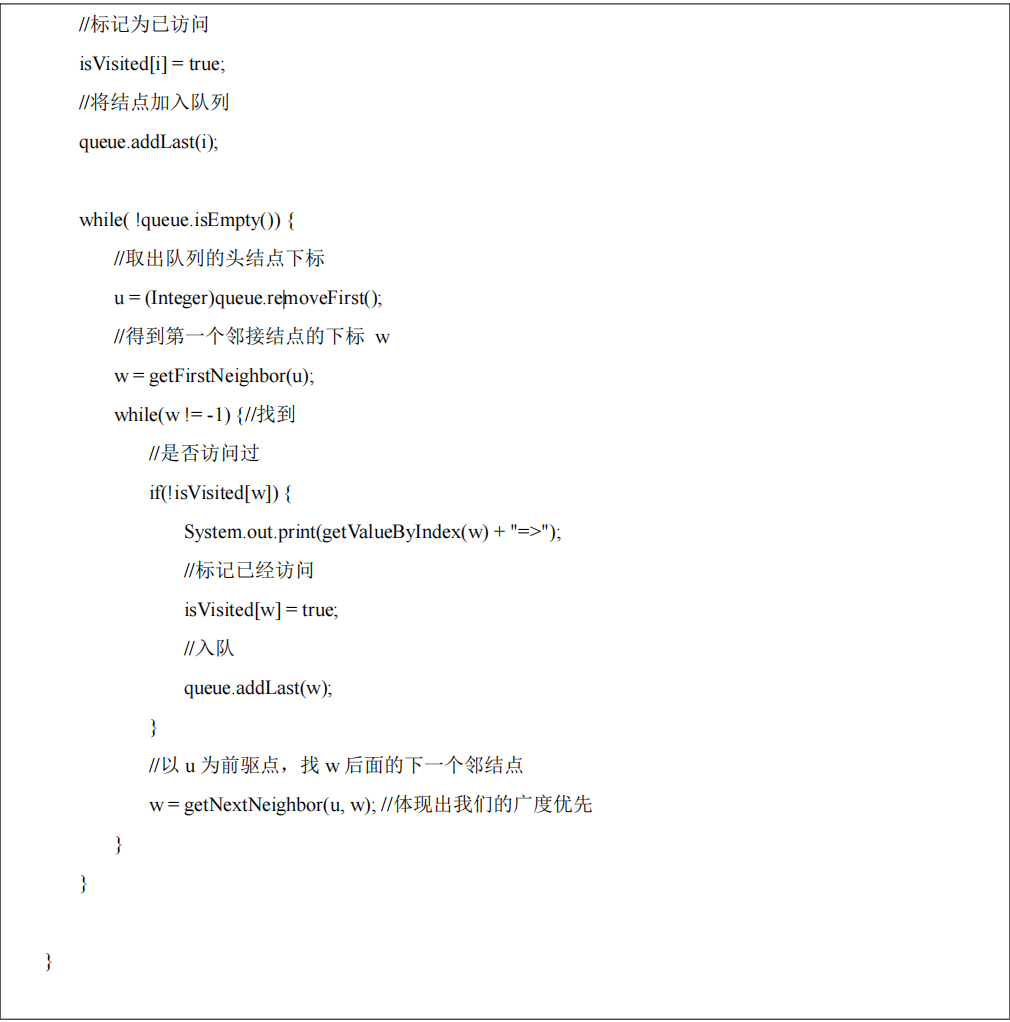 //标记为已访问
isVisited[i] = true;
//将结点加入队列
queue.addLast(i);
while( !queue.isEmpty()) {
//取出队列的头结点下标
u = (Integer)queue.removeFirst();
//得到第一个邻接结点的下标 w
w = getFirstNeighbor(u);
while(w != -1) {//找到
//是否访问过
if(!isVisited[w]) {
System.out.print(getValueByIndex(w) + "=>");
//标记已经访问
isVisited[w] = true;
//入队
queue.addLast(w);
}
//以 u 为前驱点，找 w 后面的下一个邻结点
w = getNextNeighbor(u, w); //体现出我们的广度优先
}
}
}